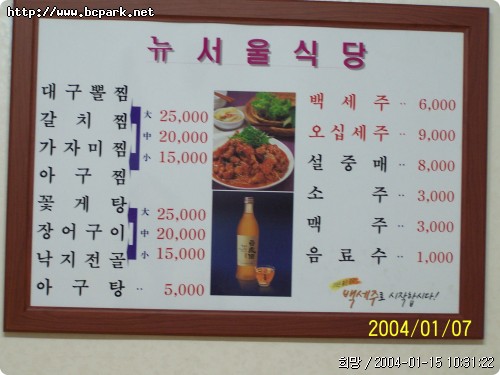 http://www.bcpark.net
뉴서울식당
대구뽈찜
갈치찜
가자미찜
아구찜
大 25,000
中 20,000
小 15,000
꽃게탕
장어구이
낙지전골
大 25,000
中 20,000
小 15,000
아구탕 ·· 5,000
백세주 ·· 6,000
오십세주 ·· 9,000
설중매 ·· 8,000
소주 ·· 3,000
맥주 ·· 3,000
음료수 ·· 1,000
백세주로 시작합시다!
2004/01/07
희망 / 2004-01-15 10:31:22